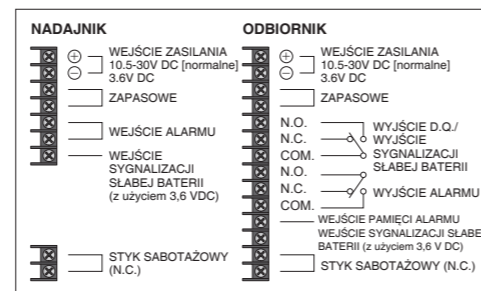 NADAJNIK
⊕ WEJŚCIE ZASILANIA
10.5-30V DC [normalne]
⊖ 3.6V DC
ZAPASOWE
WEJŚCIE ALARMU
WEJŚCIE
SYGNALIZACJI
SŁABEJ BATERII
(z użyciem 3,6 VDC)
STYK SABOTAŻOWY
(N.C.)
ODBIORNIK
⊕ WEJŚCIE ZASILANIA
10.5-30V DC [normalne]
⊖ 3.6V DC
ZAPASOWE
N.O.
N.C.
COM.
WYJŚCIE D.Q./
WYJŚCIE
SYGNALIZACJI
SŁABEJ BATERII
N.O.
N.C.
COM.
WYJŚCIE ALARMU
WEJŚCIE PAMIĘCI ALARMU
WEJŚCIE SYGNALIZACJI SŁABE
BATERII (z użyciem 3,6 V DC)
STYK SABOTAŻOWY (N.C.)